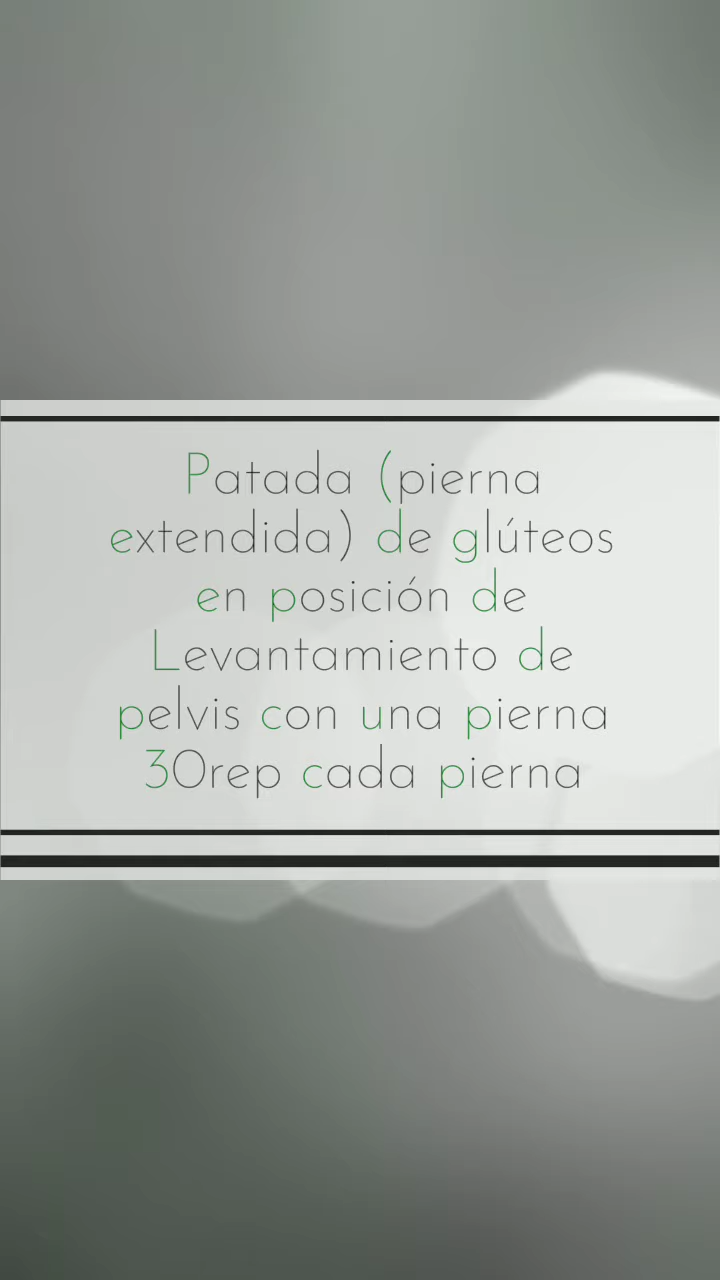 Patada (pierna
extendida) de glúteos
en posición de
Levantamiento de
pelvis con una pierna
30rep cada pierna